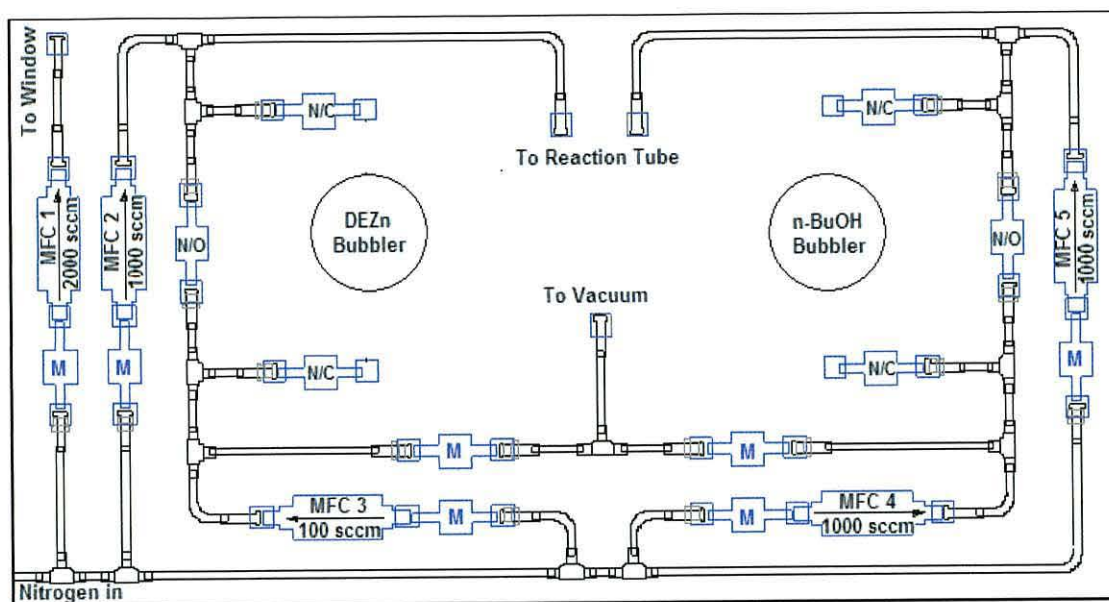 To Window
MFC 1
2000 sccm
M
MFC 2
1000 sccm
M
N/C
N/O
N/C
DEZn
Bubbler
To Reaction Tube
To Vacuum
n-BuOH
Bubbler
N/C
N/O
N/C
MFC 5
1000 sccm
M
M
M
MFC 3
100 sccm
M
M
MFC 4
1000 sccm
Nitrogen in